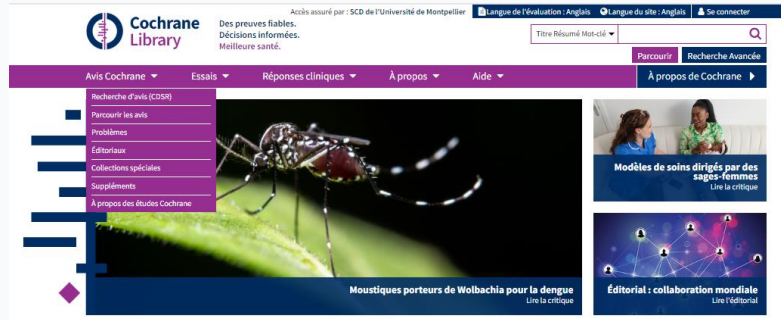 Accès assuré par : SCD de l'Université de Montpellier
Langue de l'évaluation : Anglais
Langue du site : Anglais
Se connecter
Cochrane
Library
Des preuves fiables.
Décisions informées.
Meilleure santé.
Titre Résumé Mot-clé
Parcourir
Recherche Avancée
Avis Cochrane
Essais
Réponses cliniques
À propos
Aide
À propos de Cochrane
Recherche d'avis (CDSR)
Parcourir les avis
Problèmes
Éditoriaux
Collections spéciales
Suppléments
À propos des études Cochrane
Moustiques porteurs de Wolbachia pour la dengue
Lire la critique
Modèles de soins dirigés par des
sages-femmes
Lire la critique
Éditorial : collaboration mondiale
Lire l'éditorial